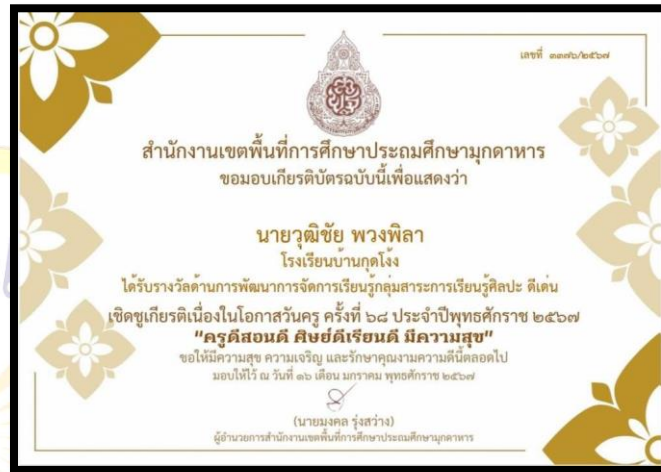 เลขที่ ๓๓๗๖/๒๕๖๗
สำนักงานเขตพื้นที่การศึกษาประถมศึกษามุกดาหาร
ขอมอบเกียรติบัตรฉบับนี้เพื่อแสดงว่า
นายวุฒิชัย พวงพิลา
โรงเรียนบ้านกุดโง้ง
ได้รับรางวัลด้านการพัฒนาการจัดการเรียนรู้กลุ่มสาระการเรียนรู้ศิลปะ ดีเด่น
เชิดชูเกียรติเนื่องในโอกาสวันครู ครั้งที่ ๖๘ ประจำปีพุทธศักราช ๒๕๖๗
"ครูดีสอนดี ศิษย์ดีเรียนดี มีความสุข"
ขอให้มีความสุข ความเจริญ และรักษาคุณงามความดีนี้ตลอดไป
มอบให้ไว้ ณ วันที่ ๑๖ เดือน มกราคม พุทธศักราช ๒๕๖๗
(นายมงคล รุ่งสว่าง)
ผู้อำนวยการสำนักงานเขตพื้นที่การศึกษาประถมศึกษามุกดาหาร